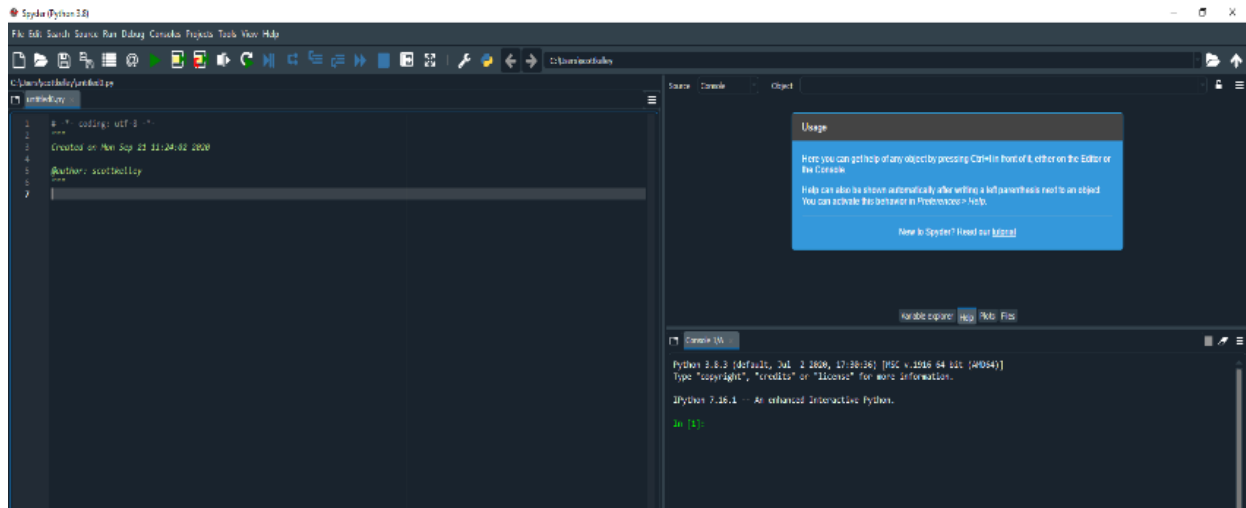 Spyder (Python 3.8)
File Edit Search Source Run Debug Consoles Projects Tools View Help
C:\Users\scottkelley
C:\Users\scottkelley\untitled0.py
untitled0.py
1 # -*- coding: utf-8 -*-
2 """
3 Created on Mon Sep 21 11:24:02 2020
4
5 @author: scottkelley
6 """
7
Source Console Object
Usage
Here you can get help of any object by pressing Ctrl+I in front of it, either on the Editor or
the Console.
Help can also be shown automatically after writing a left parenthesis next to an object.
You can activate this behavior in Preferences > Help.
New to Spyder? Read our tutorial
Variable explorer Help Plots Files
Console 1/A
Python 3.8.3 (default, Jul 2 2020, 17:30:36) [MSC v.1916 64 bit (AMD64)]
Type "copyright", "credits" or "license" for more information.
IPython 7.16.1 -- An enhanced Interactive Python.
In [1]: